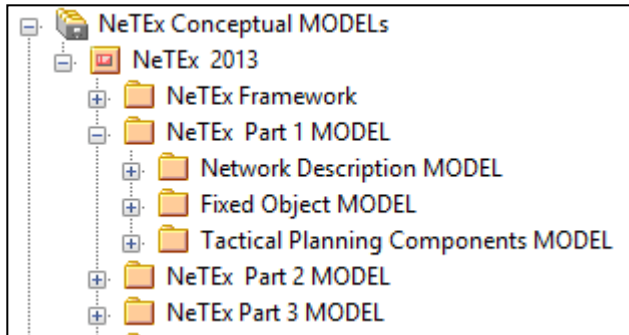 NeTEx Conceptual MODELs
NeTEx 2013
NeTEx Framework
NeTEx Part 1 MODEL
Network Description MODEL
Fixed Object MODEL
Tactical Planning Components MODEL
NeTEx Part 2 MODEL
NeTEx Part 3 MODEL